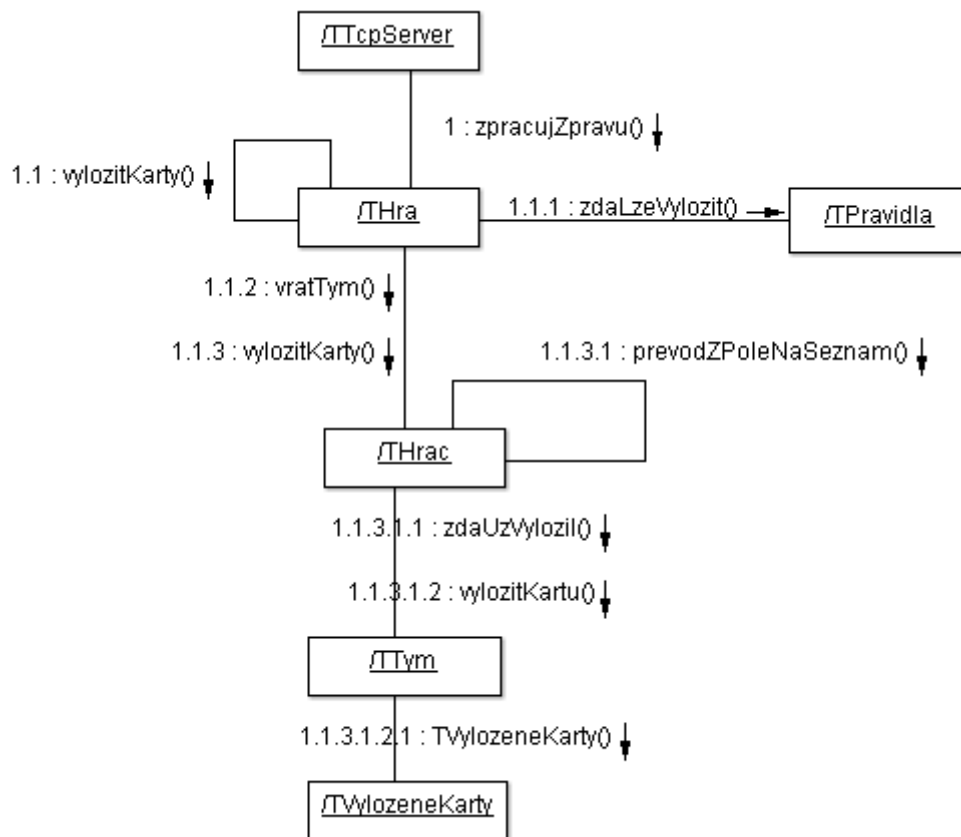 /TTcpServer
1 : zpracujZpravu()
1.1 : vylozitKarty()
/THra
1.1.1 : zdaLzeVylozit()
/TPravidla
1.1.2 : vratTym()
1.1.3 : vylozitKarty()
1.1.3.1 : prevodZPoleNaSeznam()
/THrac
1.1.3.1.1 : zdaUzVylozil()
1.1.3.1.2 : vylozitKartu()
/TTym
1.1.3.1.2.1 : TVylozeneKarty()
/TVylozeneKarty